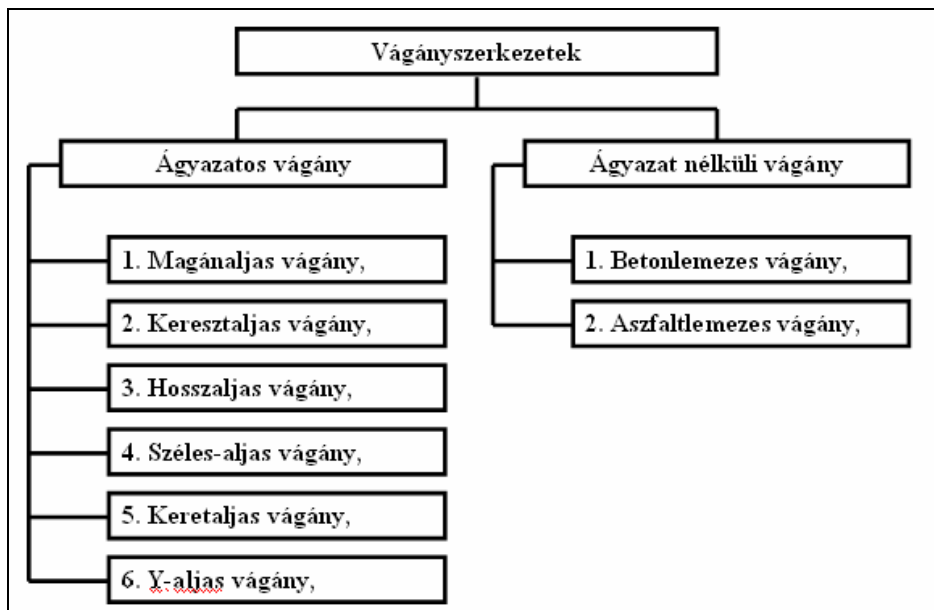 Vágányszerkezetek
Ágyazatos vágány
Ágyazat nélküli vágány
1. Magánaljas vágány,
2. Keresztaljas vágány,
3. Hosszaljas vágány,
4. Széles-aljas vágány,
5. Keretaljas vágány,
6. Y-aljas vágány,
1. Betonlemezes vágány,
2. Aszfaltlemezes vágány,